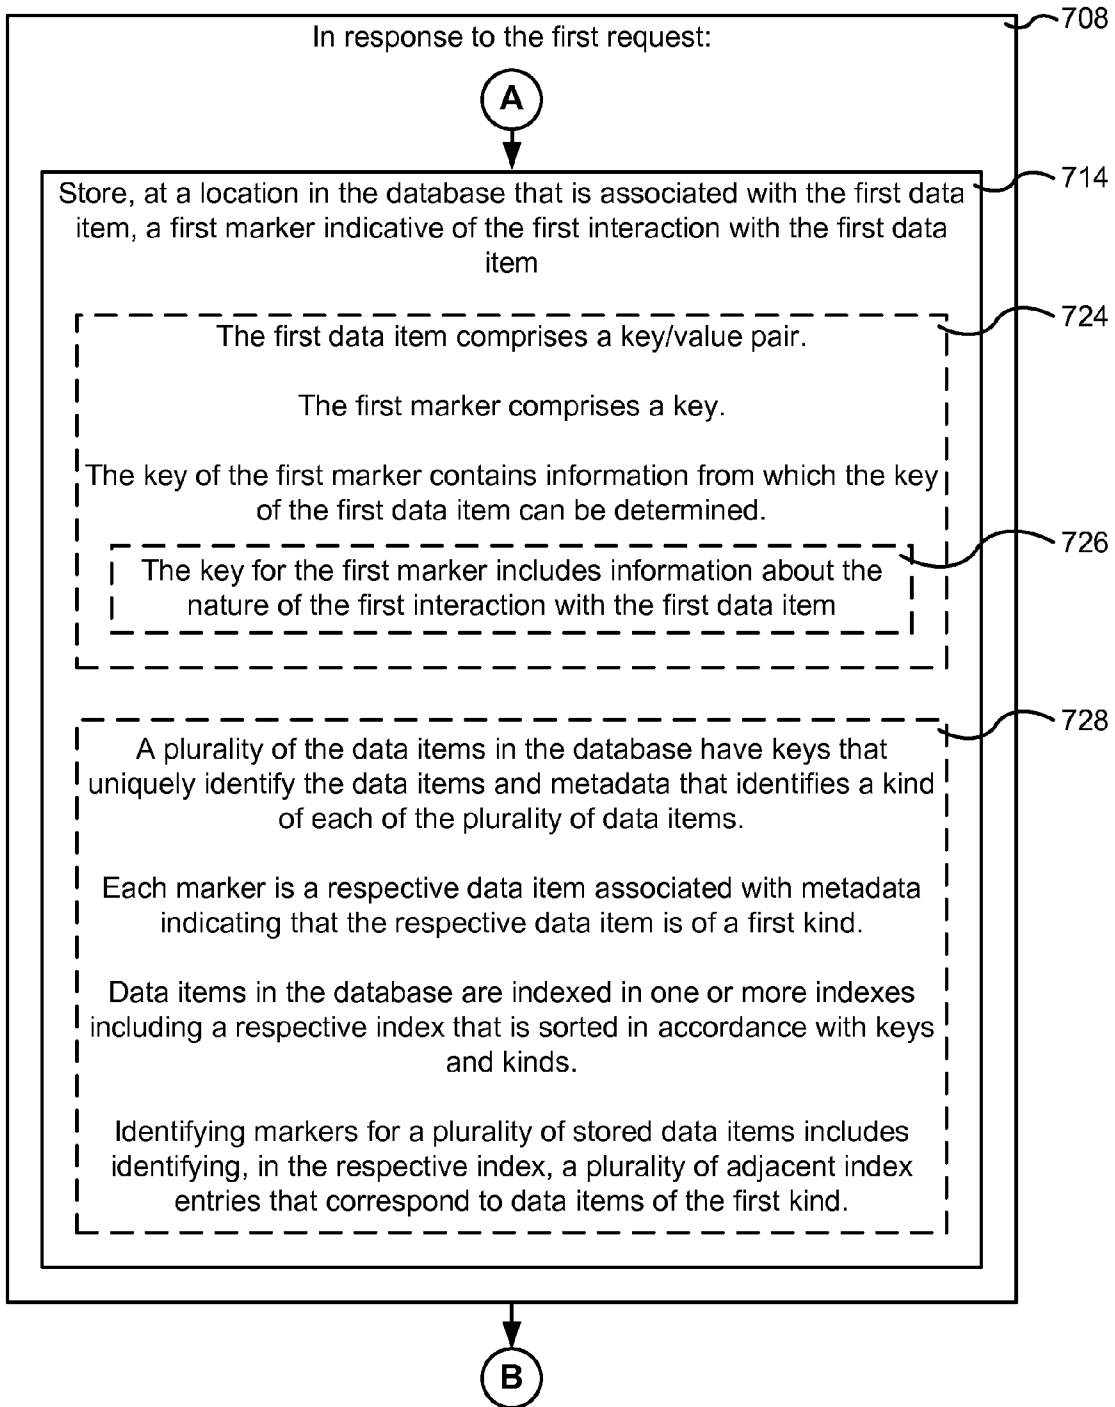 In response to the first request:
708
A
Store, at a location in the database that is associated with the first data
item, a first marker indicative of the first interaction with the first data
item
714
The first data item comprises a key/value pair.
724
The first marker comprises a key.
The key of the first marker contains information from which the key
of the first data item can be determined.
726
The key for the first marker includes information about the
nature of the first interaction with the first data item
728
A plurality of the data items in the database have keys that
uniquely identify the data items and metadata that identifies a kind
of each of the plurality of data items.
Each marker is a respective data item associated with metadata
indicating that the respective data item is of a first kind.
Data items in the database are indexed in one or more indexes
including a respective index that is sorted in accordance with keys
and kinds.
Identifying markers for a plurality of stored data items includes
identifying, in the respective index, a plurality of adjacent index
entries that correspond to data items of the first kind.
B